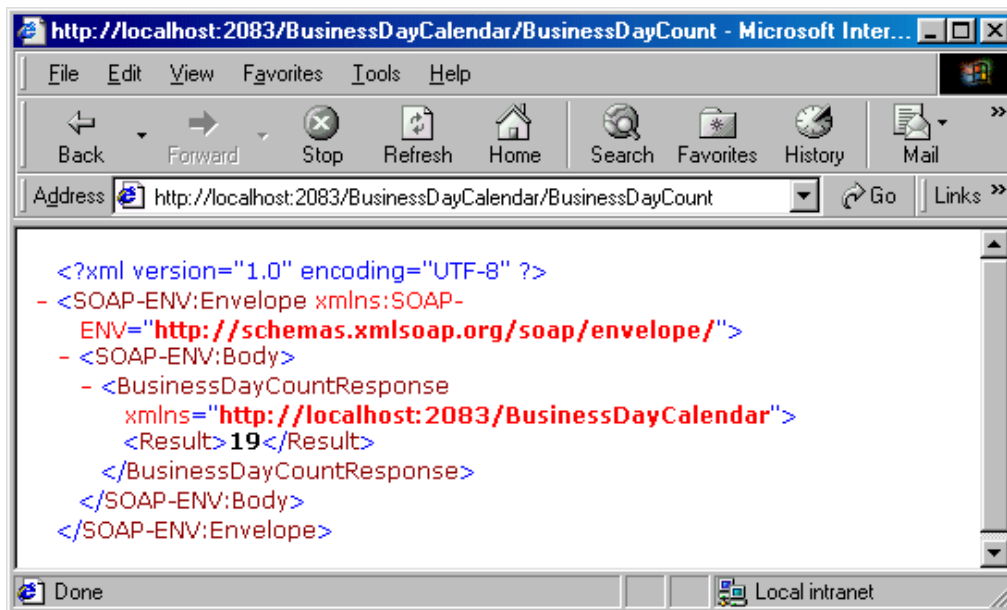 http://localhost:2083/BusinessDayCalendar/BusinessDayCount - Microsoft Inter...
File Edit View Favorites Tools Help
Back Forward Stop Refresh Home Search Favorites History Mail »
Address http://localhost:2083/BusinessDayCalendar/BusinessDayCount Go Links »
<?xml version="1.0" encoding="UTF-8" ?>
- <SOAP-ENV:Envelope xmlns:SOAP-
ENV="http://schemas.xmlsoap.org/soap/envelope/">
- <SOAP-ENV:Body>
- <BusinessDayCountResponse
xmlns="http://localhost:2083/BusinessDayCalendar">
<Result>19</Result>
</BusinessDayCountResponse>
</SOAP-ENV:Body>
</SOAP-ENV:Envelope>
Done Local intranet